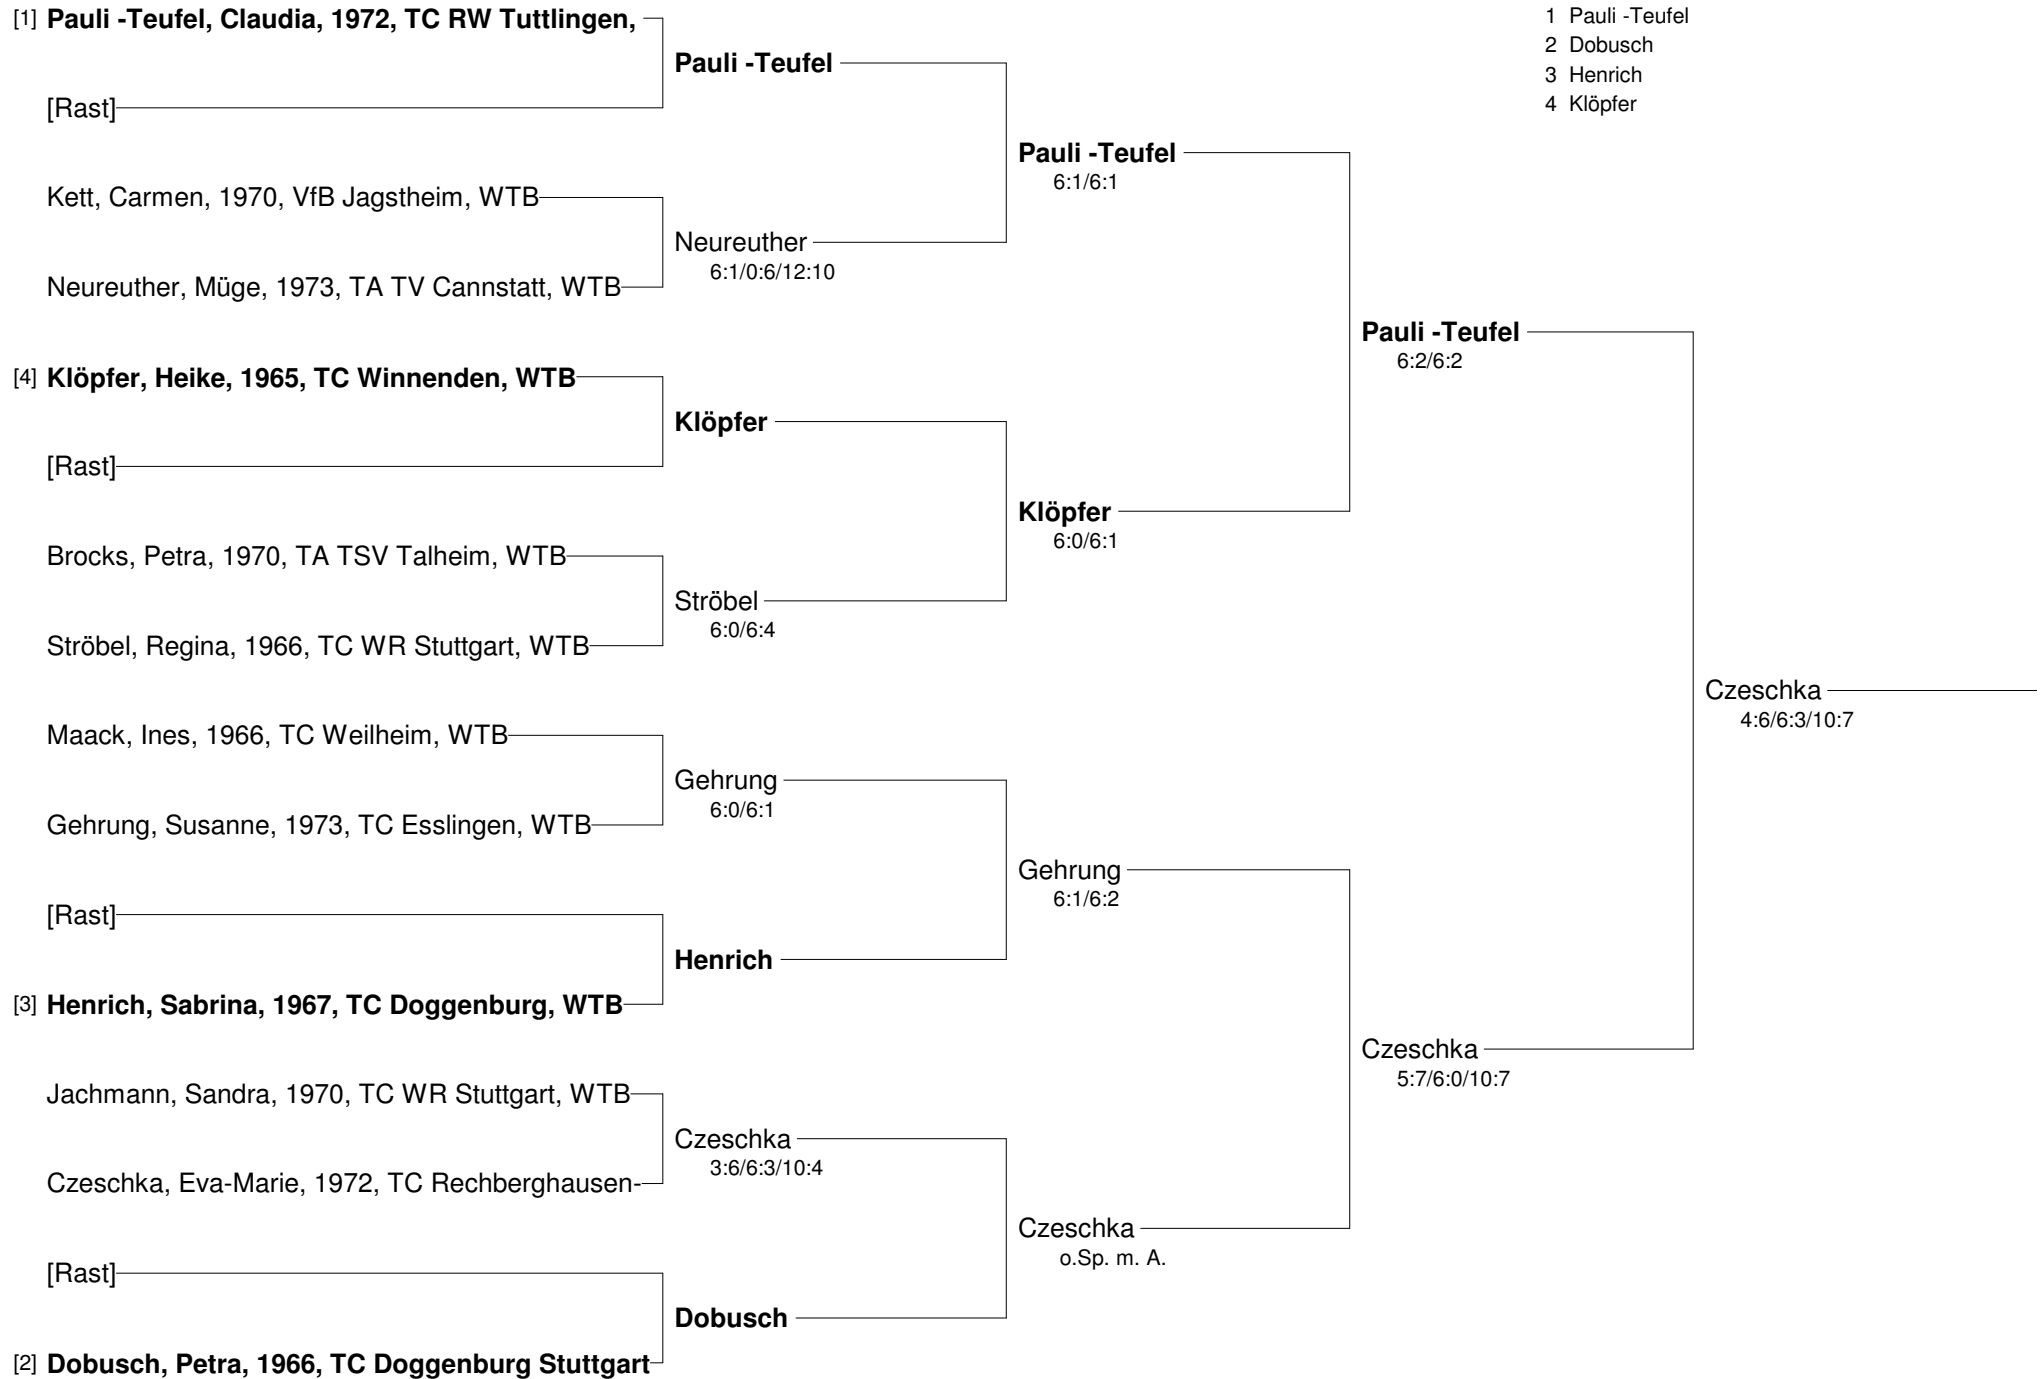 [1] Pauli -Teufel, Claudia, 1972, TC RW Tuttlingen,
[Rast]
Kett, Carmen, 1970, VfB Jagstheim, WTB
Neureuther, Müge, 1973, TA TV Cannstatt, WTB
[4] Klöpfer, Heike, 1965, TC Winnenden, WTB
[Rast]
Brocks, Petra, 1970, TA TSV Talheim, WTB
Ströbel, Regina, 1966, TC WR Stuttgart, WTB
Maack, Ines, 1966, TC Weilheim, WTB
Gehrung, Susanne, 1973, TC Esslingen, WTB
[Rast]
[3] Henrich, Sabrina, 1967, TC Doggenburg, WTB
Jachmann, Sandra, 1970, TC WR Stuttgart, WTB
Czeschka, Eva-Marie, 1972, TC Rechberghausen-
[Rast]
[2] Dobusch, Petra, 1966, TC Doggenburg Stuttgart
Pauli -Teufel
Neureuther
6:1/0:6/12:10
Klöpfer
Ströbel
6:0/6:4
Gehrung
6:0/6:1
Henrich
Czeschka
3:6/6:3/10:4
Dobusch
Pauli -Teufel
6:1/6:1
Klöpfer
6:0/6:1
Gehrung
6:1/6:2
Czeschka
o.Sp. m. A.
Pauli -Teufel
6:2/6:2
Czeschka
5:7/6:0/10:7
Czeschka
4:6/6:3/10:7
1 Pauli -Teufel
2 Dobusch
3 Henrich
4 Klöpfer